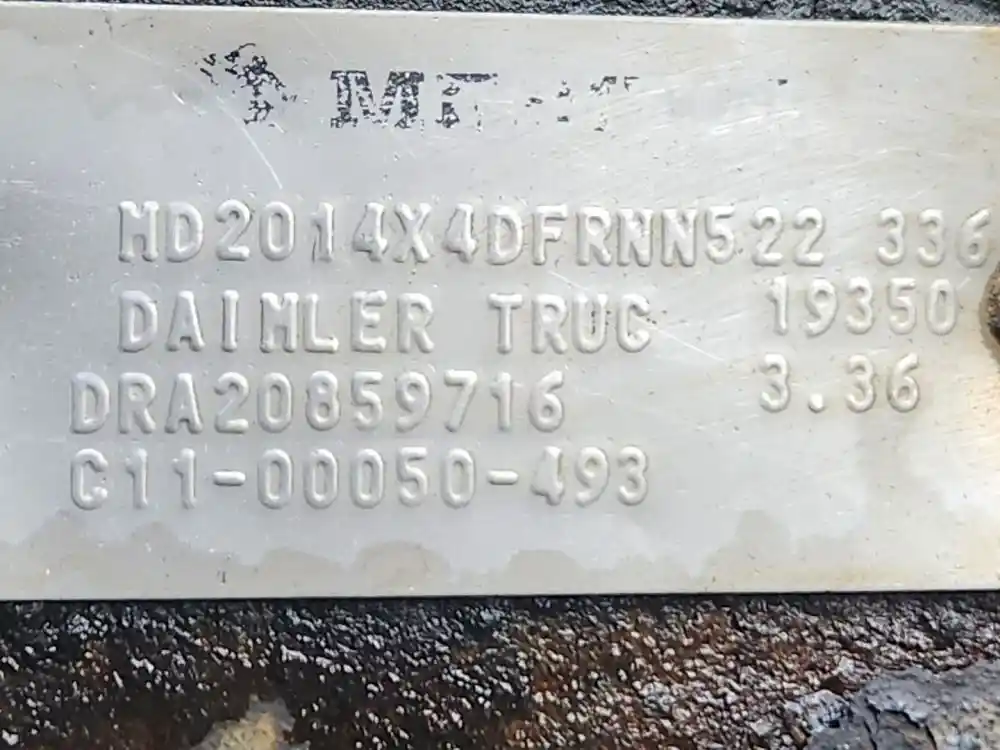 MD2014X4DFRNN522 336
DAIMLER TRUC 19350
DRA20859716 3.36
C11-00050-493